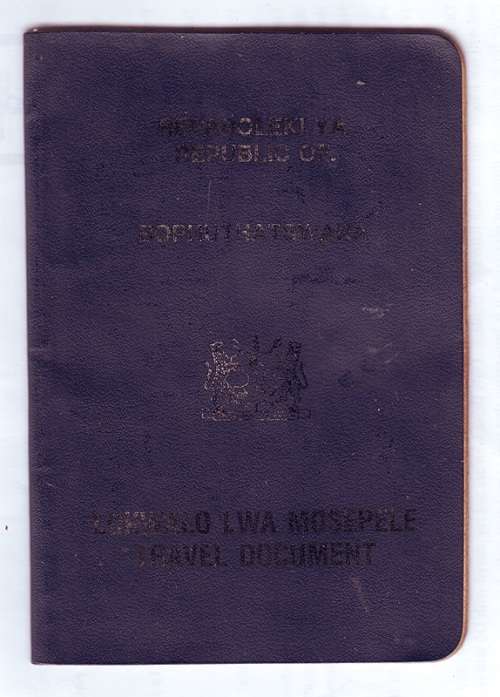 REPABOLEKI YA
REPUBLIC OF
BOPHUTHATSWANA
LOKWALO LWA MOSEPELE
TRAVEL DOCUMENT